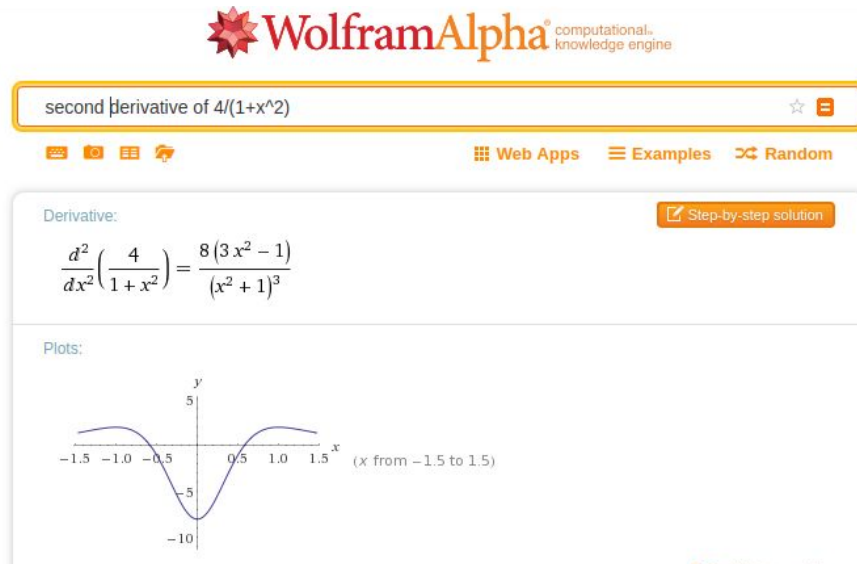 WolframAlpha® computational knowledge engine
second derivative of 4/(1+x^2)
Web Apps Examples Random
Derivative:
Step-by-step solution
d²/dx²(4/(1 + x²)) = 8(3x² − 1)/(x² + 1)³
Plots:
y
5
x
−1.5 −1.0 −0.5 0.5 1.0 1.5
(x from −1.5 to 1.5)
−5
−10